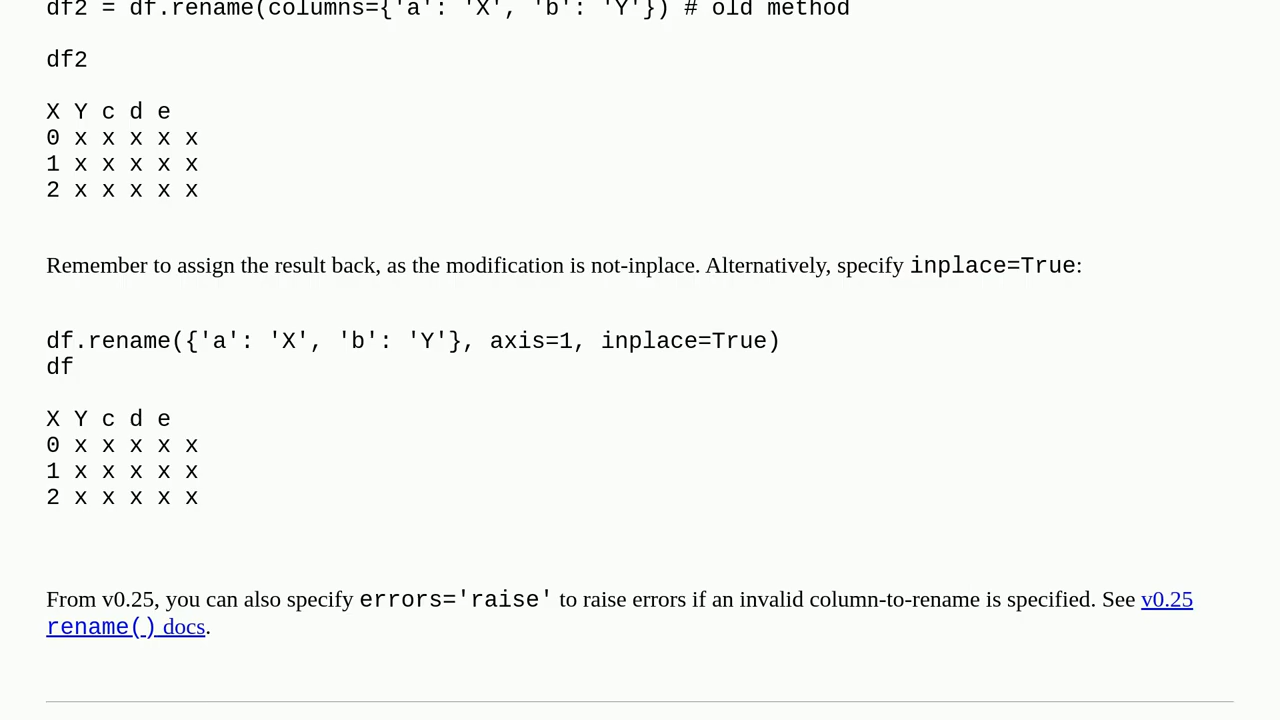 df2 = df.rename(columns={'a': 'X', 'b': 'Y'}) # old method
df2
X Y c d e
0 x x x x x
1 x x x x x
2 x x x x x
Remember to assign the result back, as the modification is not-inplace. Alternatively, specify inplace=True:
df.rename({'a': 'X', 'b': 'Y'}, axis=1, inplace=True)
df
X Y c d e
0 x x x x x
1 x x x x x
2 x x x x x
From v0.25, you can also specify errors='raise' to raise errors if an invalid column-to-rename is specified. See v0.25
rename() docs.